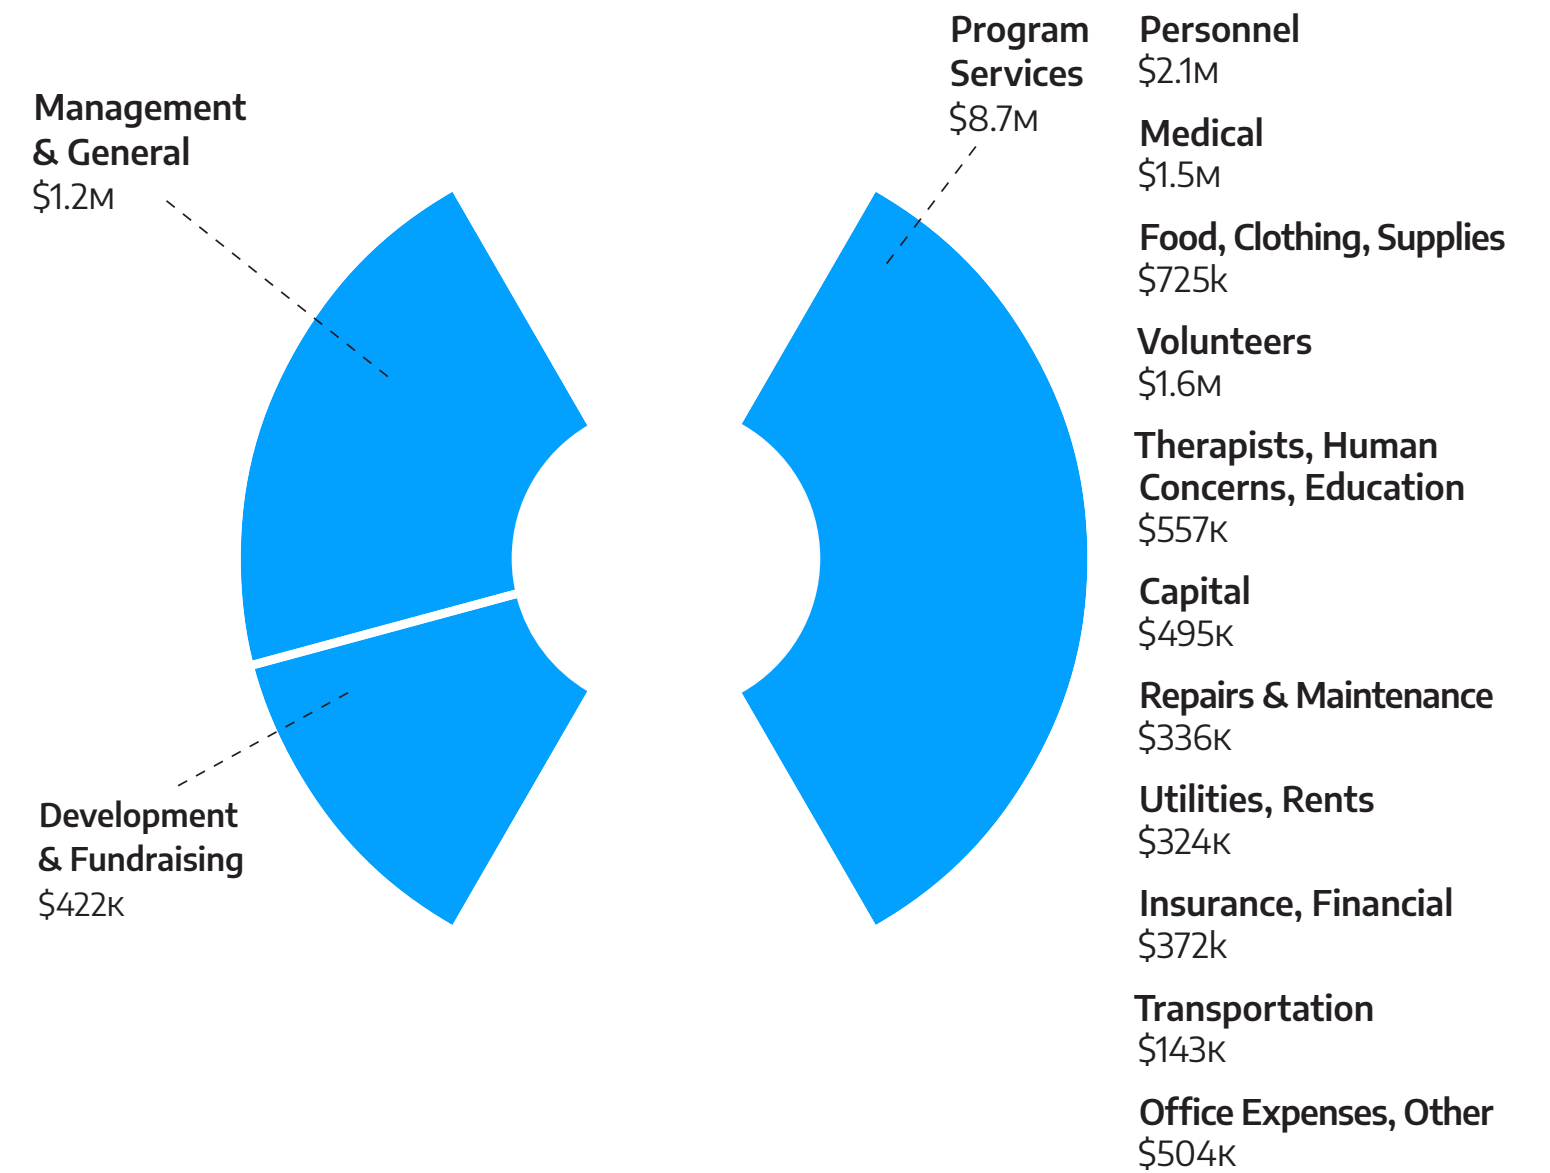 Management
& General
$1.2M
Development
& Fundraising
$422K
Program
Services
$8.7M
Personnel
$2.1M
Medical
$1.5M
Food, Clothing, Supplies
$725k
Volunteers
$1.6M
Therapists, Human
Concerns, Education
$557K
Capital
$495K
Repairs & Maintenance
$336K
Utilities, Rents
$324K
Insurance, Financial
$372k
Transportation
$143K
Office Expenses, Other
$504K